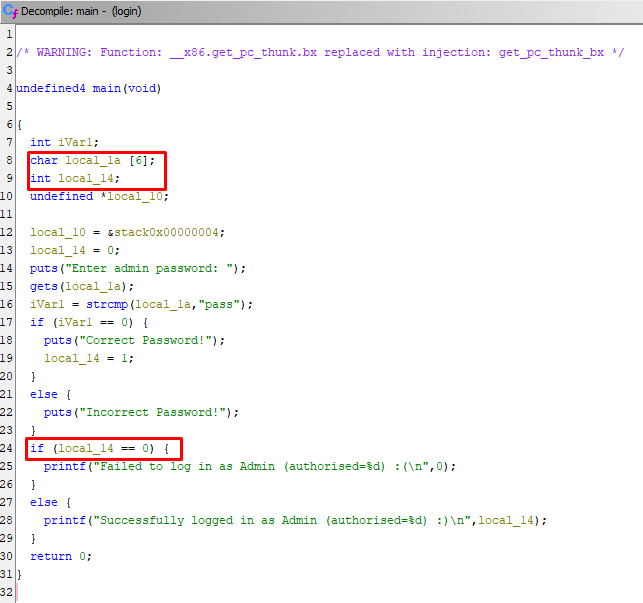 Decompile: main - (login)
1
2 /* WARNING: Function: __x86.get_pc_thunk.bx replaced with injection: get_pc_thunk_bx */
3
4 undefined4 main(void)
5
6 {
7 int iVar1;
8 char local_1a [6];
9 int local_14;
10 undefined *local_10;
11
12 local_10 = &stack0x00000004;
13 local_14 = 0;
14 puts("Enter admin password: ");
15 gets(local_1a);
16 iVar1 = strcmp(local_1a,"pass");
17 if (iVar1 == 0) {
18 puts("Correct Password!");
19 local_14 = 1;
20 }
21 else {
22 puts("Incorrect Password!");
23 }
24 if (local_14 == 0) {
25 printf("Failed to log in as Admin (authorised=%d) :(\n",0);
26 }
27 else {
28 printf("Successfully logged in as Admin (authorised=%d) :)\n",local_14);
29 }
30 return 0;
31 }
32